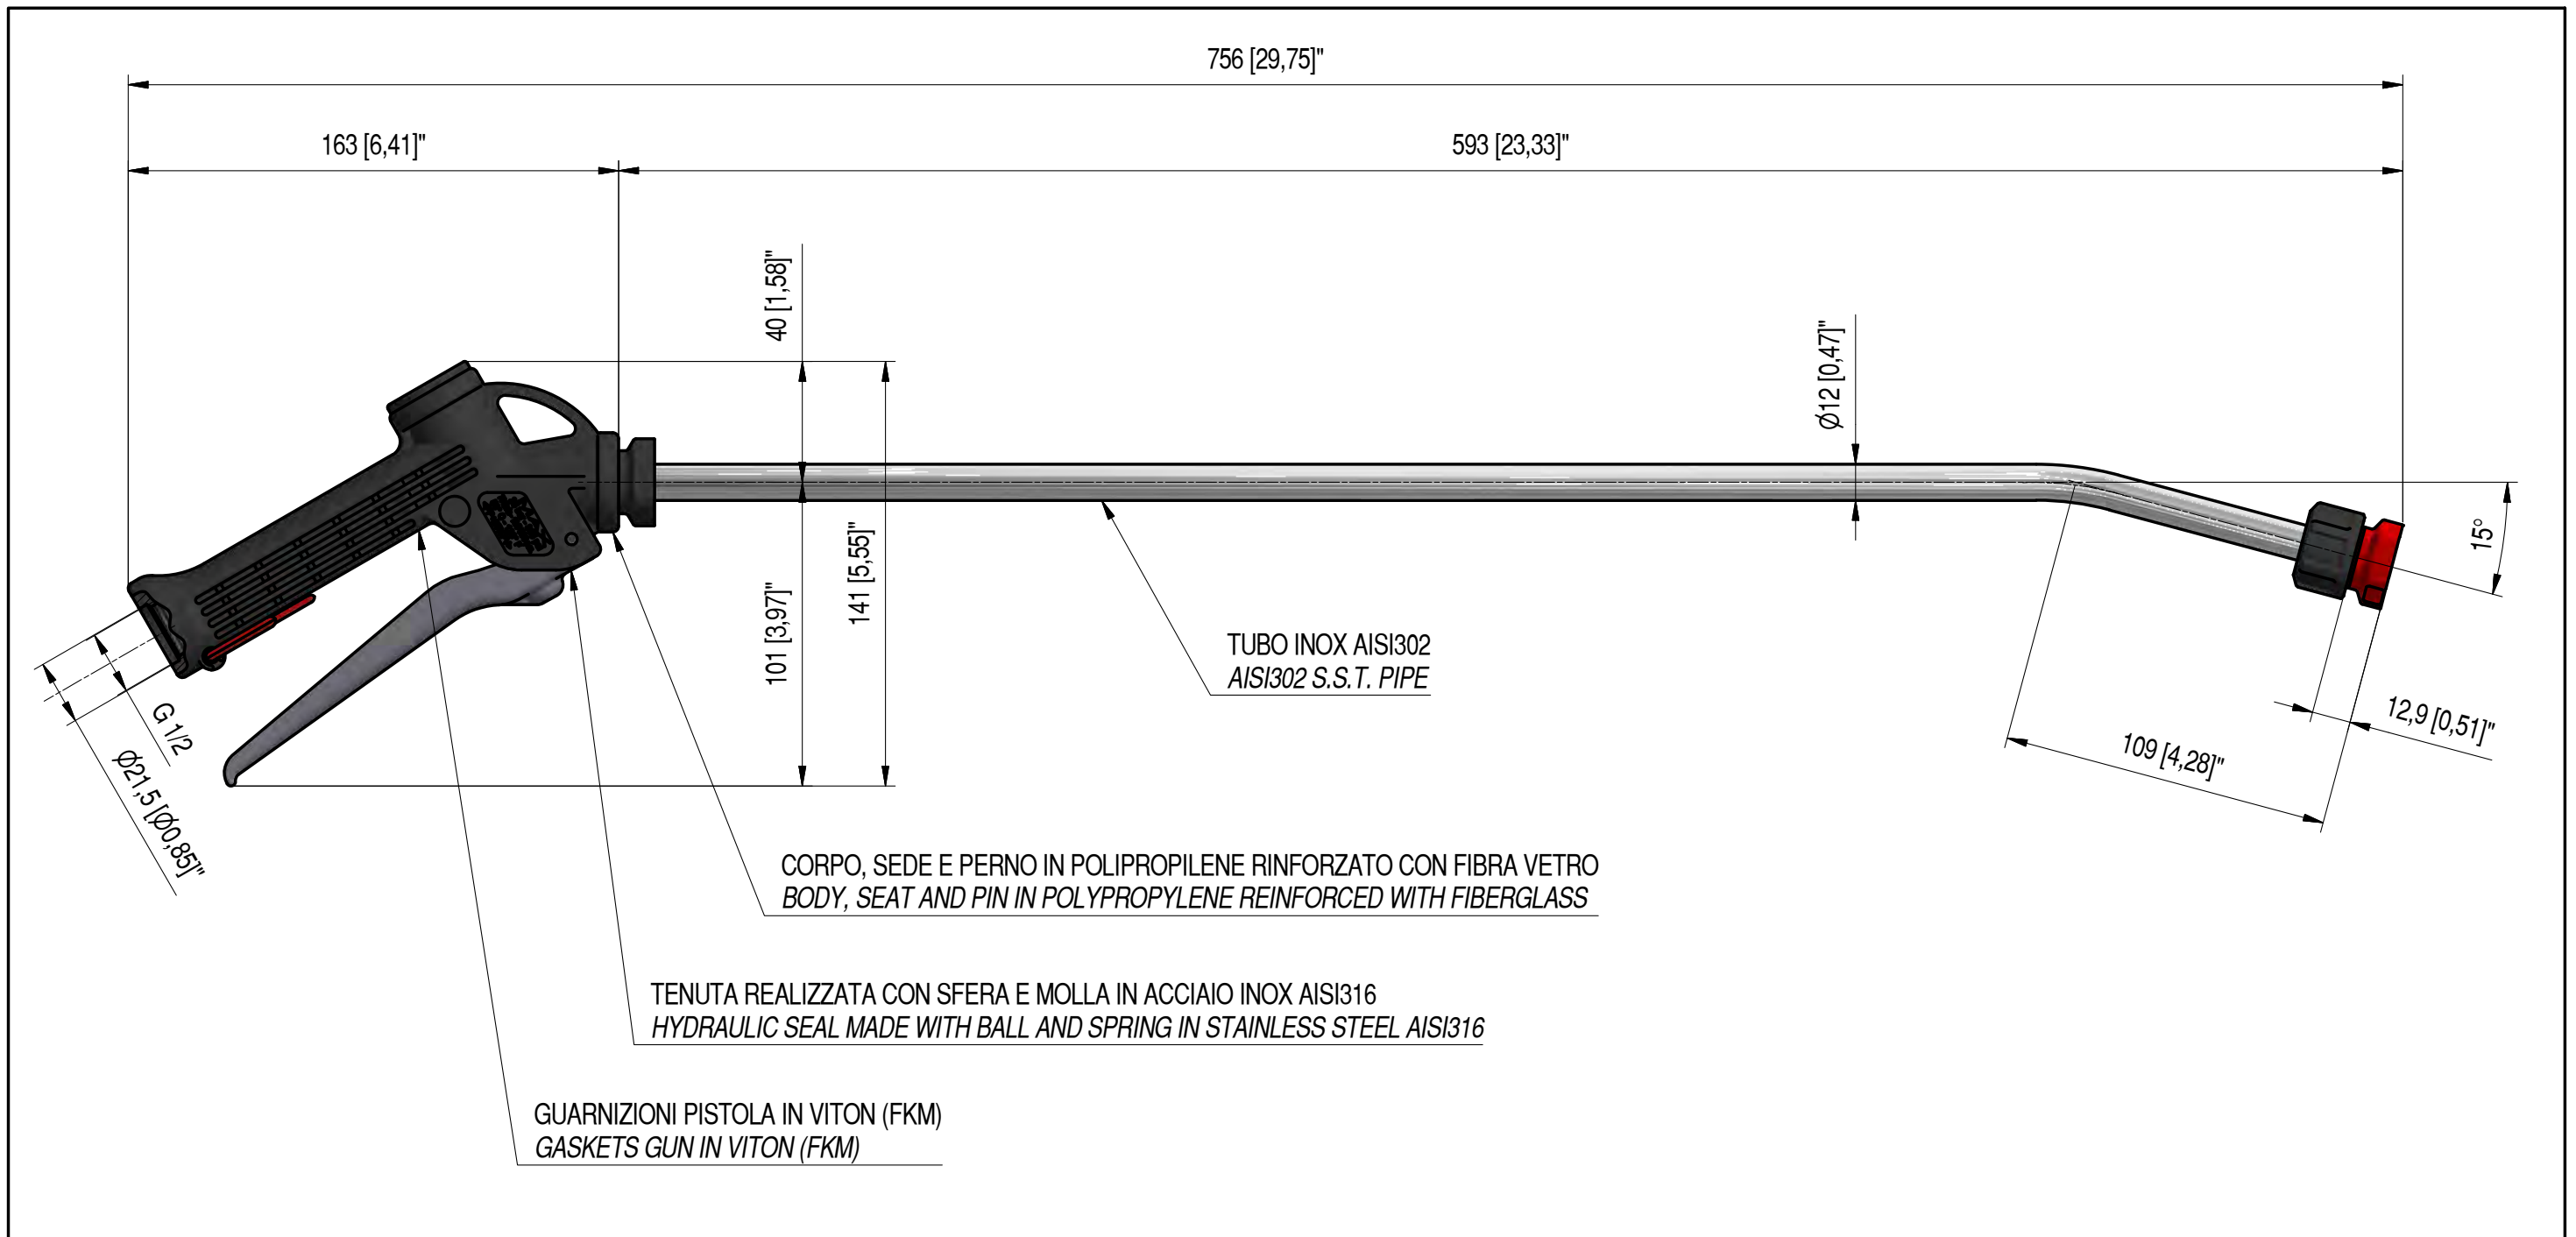 756 [29,75]"
163 [6,41]"
593 [23,33]"
40 [1,58]"
Ø12 [0,47]"
101 [3,97]"
141 [5,55]"
15°
TUBO INOX AISI302
AISI302 S.S.T. PIPE
G 1/2
Ø21,5 [Ø0,85]"
12,9 [0,51]"
109 [4,28]"
CORPO, SEDE E PERNO IN POLIPROPILENE RINFORZATO CON FIBRA VETRO
BODY, SEAT AND PIN IN POLYPROPYLENE REINFORCED WITH FIBERGLASS
TENUTA REALIZZATA CON SFERA E MOLLA IN ACCIAIO INOX AISI316
HYDRAULIC SEAL MADE WITH BALL AND SPRING IN STAINLESS STEEL AISI316
GUARNIZIONI PISTOLA IN VITON (FKM)
GASKETS GUN IN VITON (FKM)